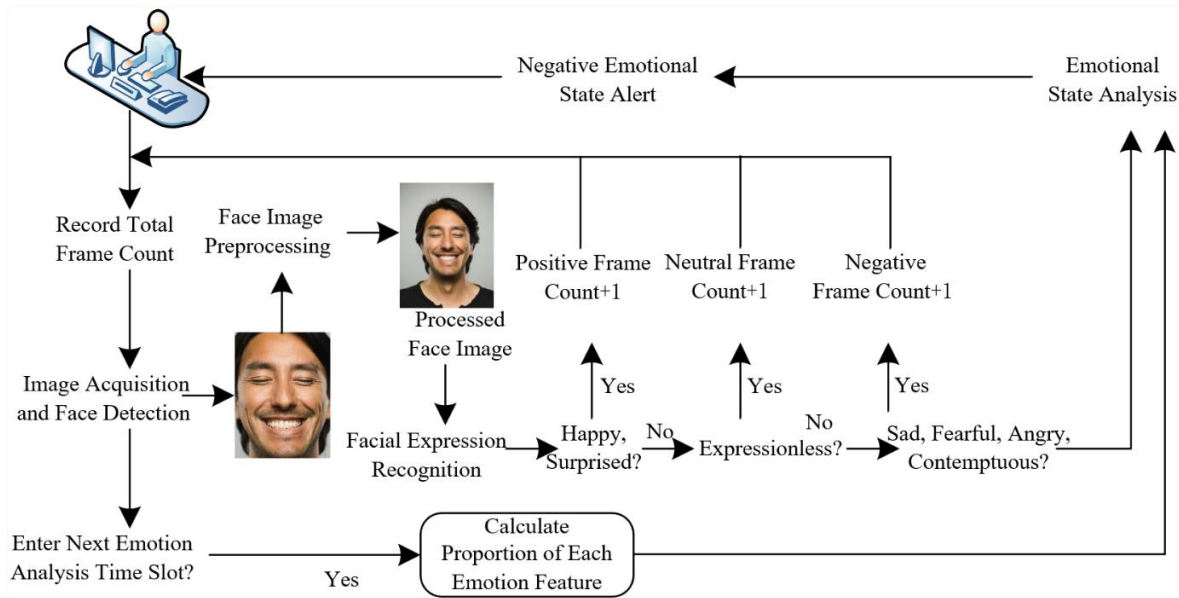 Negative Emotional
State Alert
Emotional
State Analysis
Record Total
Frame Count
Face Image
Preprocessing
Positive Frame
Count+1
Neutral Frame
Count+1
Negative
Frame Count+1
Processed
Face Image
Image Acquisition
and Face Detection
Yes
Yes
Yes
Facial Expression
Recognition
Happy,
Surprised?
No
Expressionless?
No
Sad, Fearful, Angry,
Contemptuous?
Enter Next Emotion
Analysis Time Slot?
Yes
Calculate
Proportion of Each
Emotion Feature